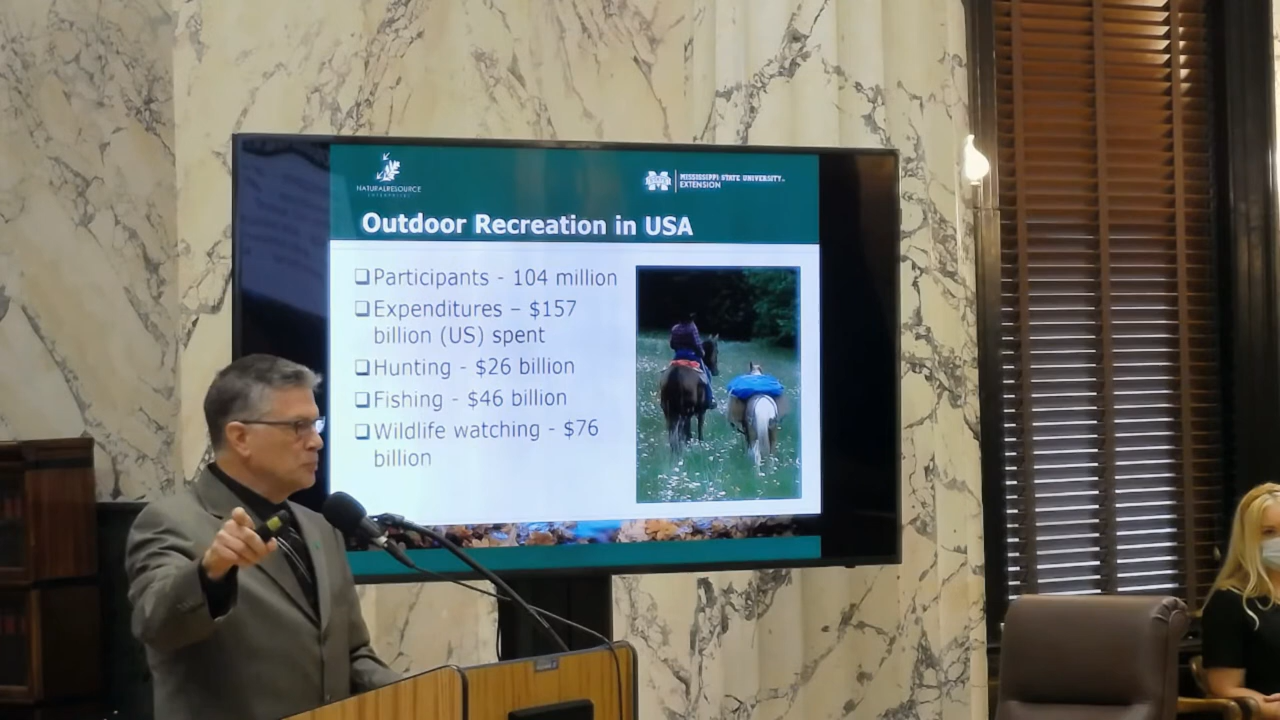 NATURALRESOURCE
ENTERPRISES
MISSISSIPPI STATE UNIVERSITY™
EXTENSION
Outdoor Recreation in USA
❑Participants - 104 million
❑Expenditures – $157
billion (US) spent
❑Hunting - $26 billion
❑Fishing - $46 billion
❑Wildlife watching - $76
billion